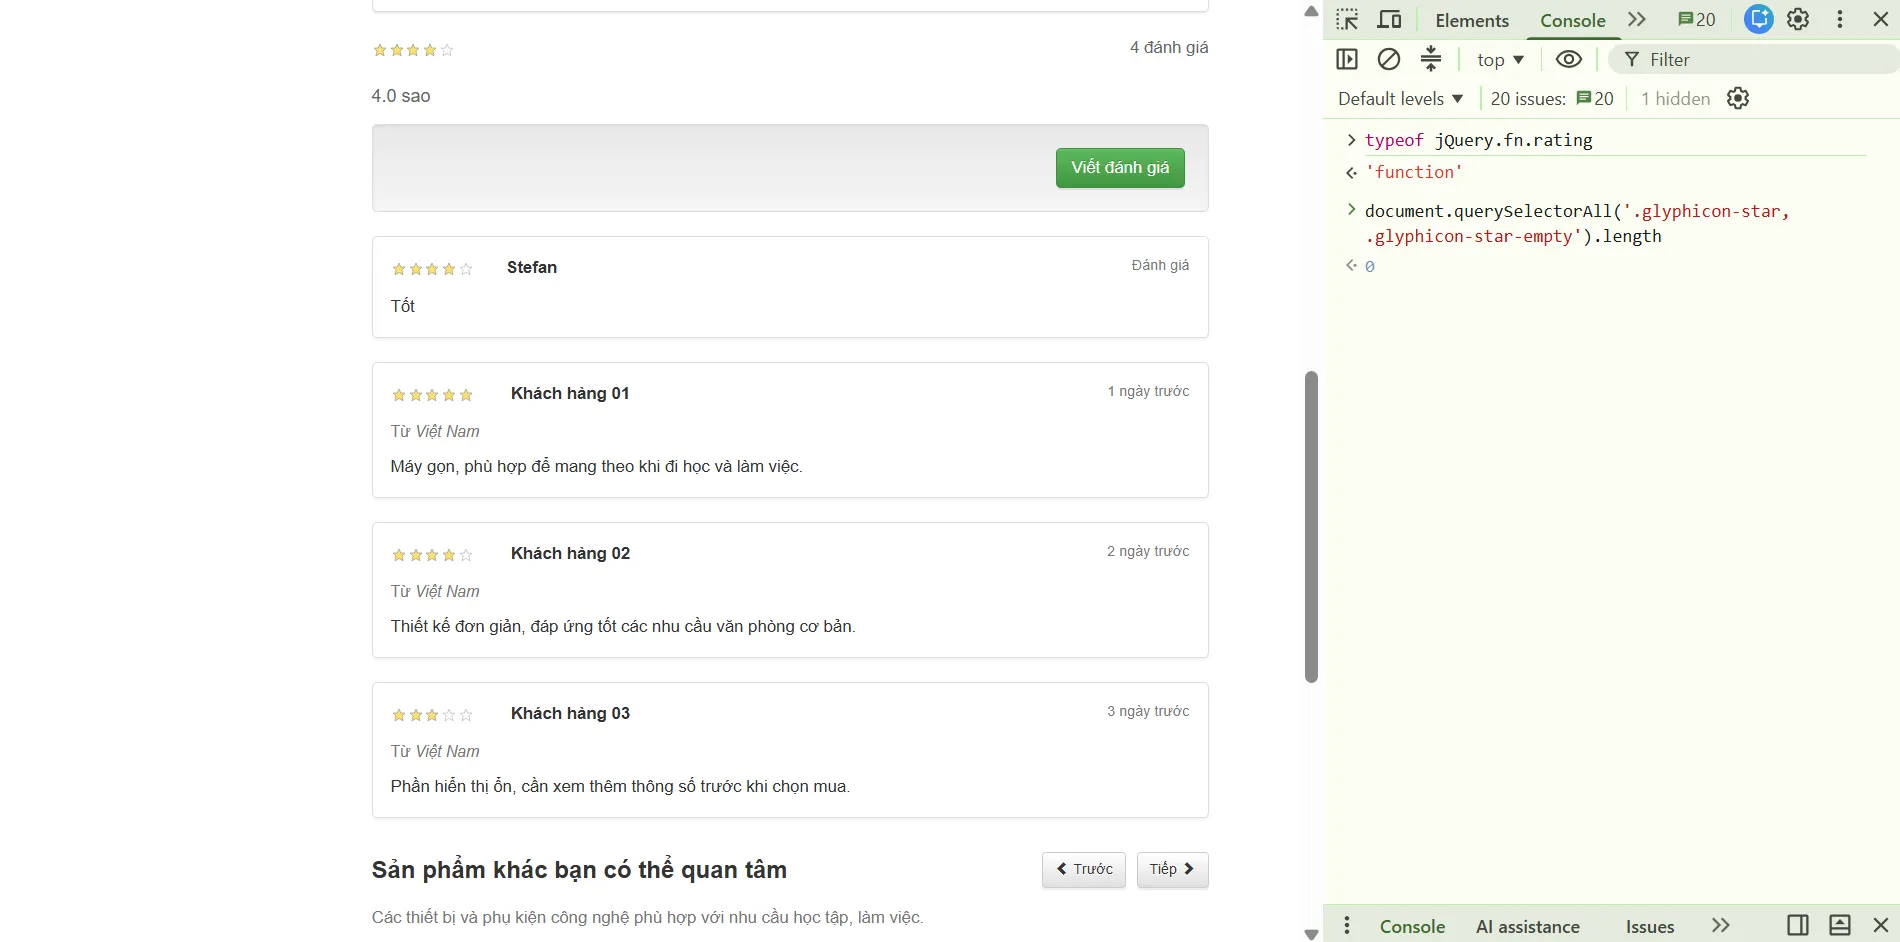 4 đánh giá
4.0 sao
Viết đánh giá
Stefan
Đánh giá
Tốt
Khách hàng 01
1 ngày trước
Từ Việt Nam
Máy gọn, phù hợp để mang theo khi đi học và làm việc.
Khách hàng 02
2 ngày trước
Từ Việt Nam
Thiết kế đơn giản, đáp ứng tốt các nhu cầu văn phòng cơ bản.
Khách hàng 03
3 ngày trước
Từ Việt Nam
Phần hiển thị ổn, cần xem thêm thông số trước khi chọn mua.
Sản phẩm khác bạn có thể quan tâm
Trước
Tiếp
Các thiết bị và phụ kiện công nghệ phù hợp với nhu cầu học tập, làm việc.
Elements
Console
20
top
Filter
Default levels
20 issues:
20
1 hidden
typeof jQuery.fn.rating
'function'
document.querySelectorAll('.glyphicon-star,
.glyphicon-star-empty').length
0
Console
AI assistance
Issues